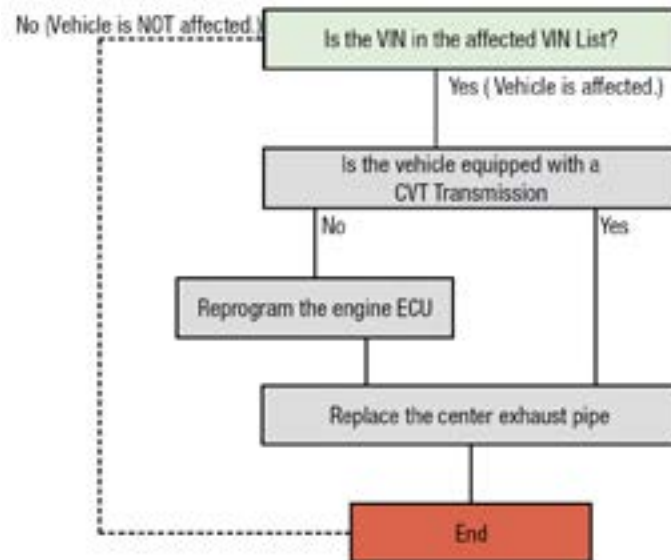 No (Vehicle is NOT affected.)
Is the VIN in the affected VIN List?
Yes ( Vehicle is affected.)
Is the vehicle equipped with a
CVT Transmission
No
Yes
Reprogram the engine ECU
Replace the center exhaust pipe
End